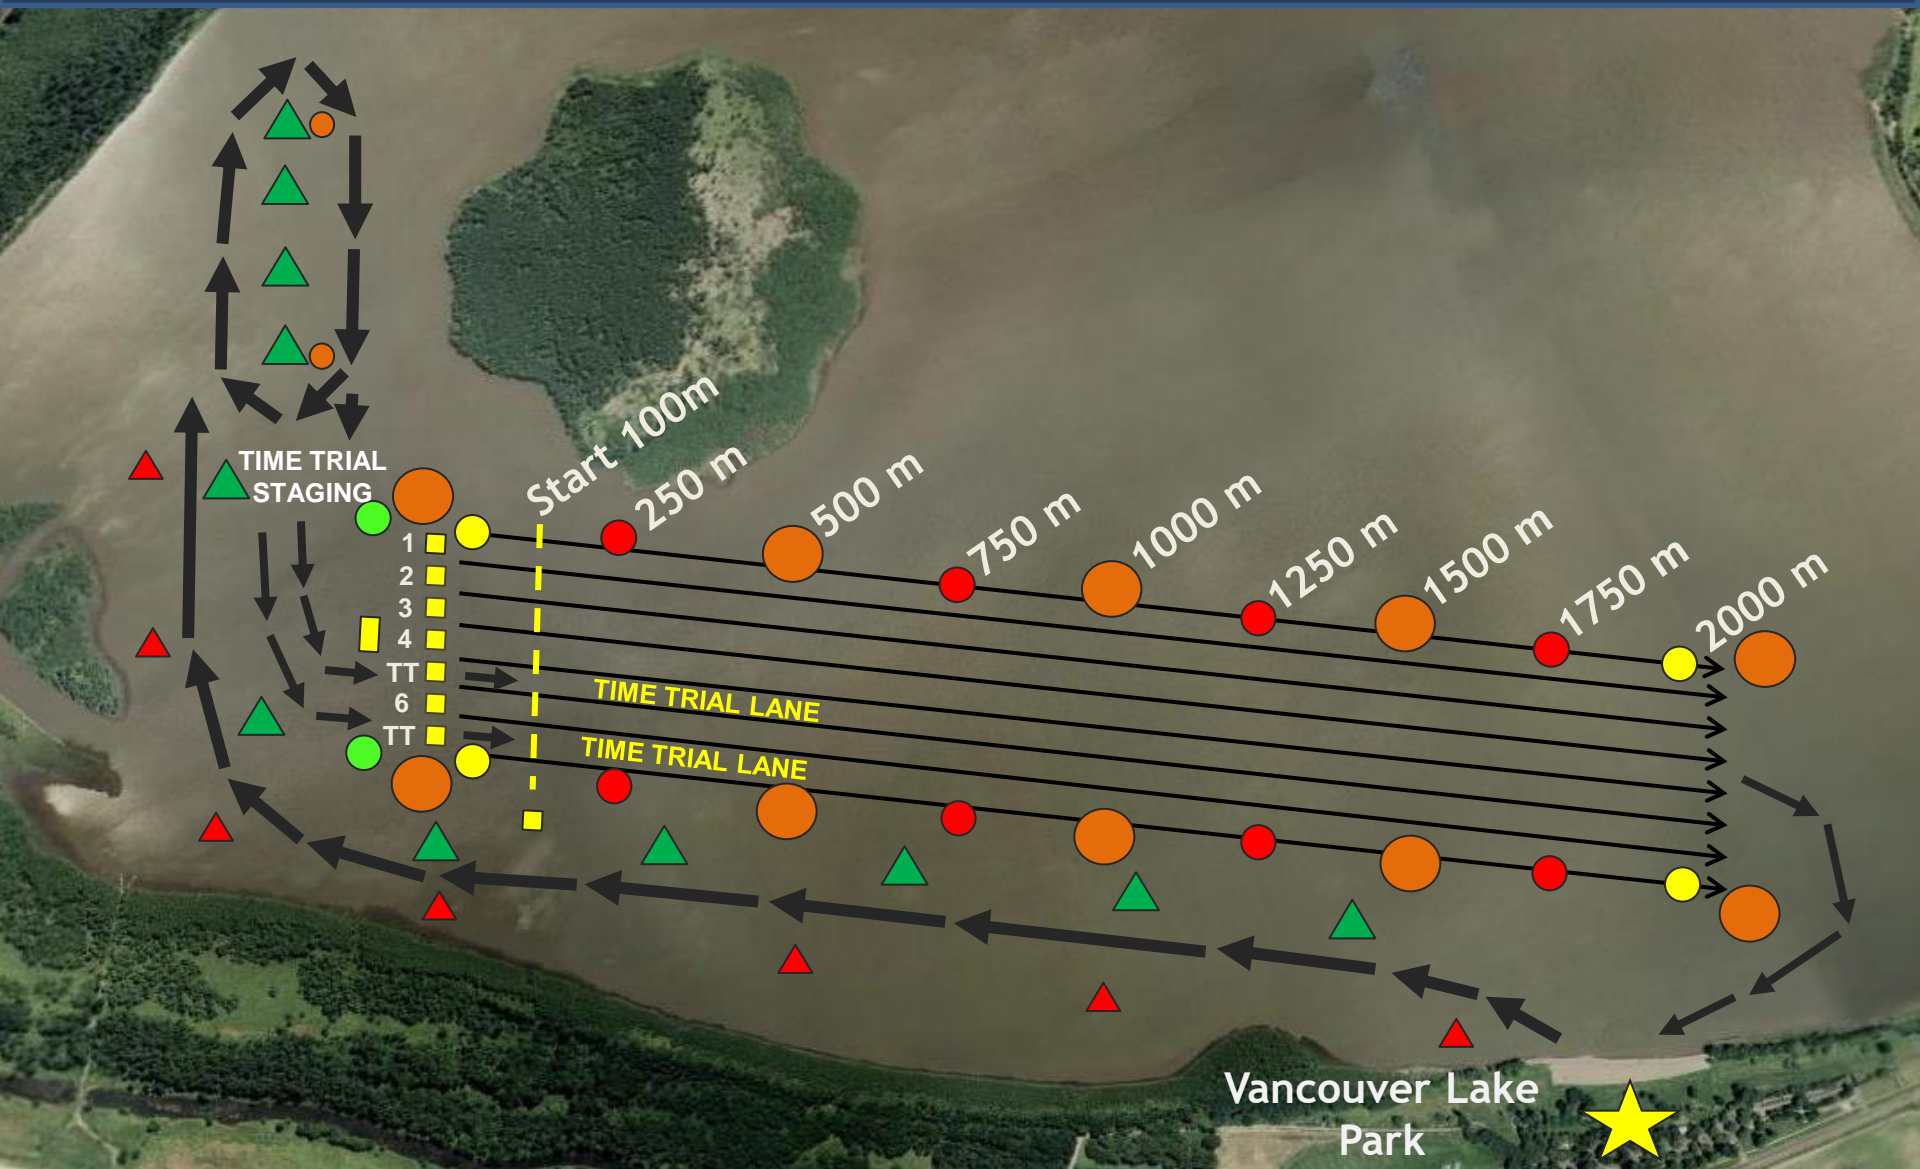 TIME TRIAL
STAGING
Start 100m
250 m
500 m
750 m
1000 m
1250 m
1500 m
1750 m
2000 m
1
2
3
4
TT
6
TT
TIME TRIAL LANE
TIME TRIAL LANE
Vancouver Lake
Park